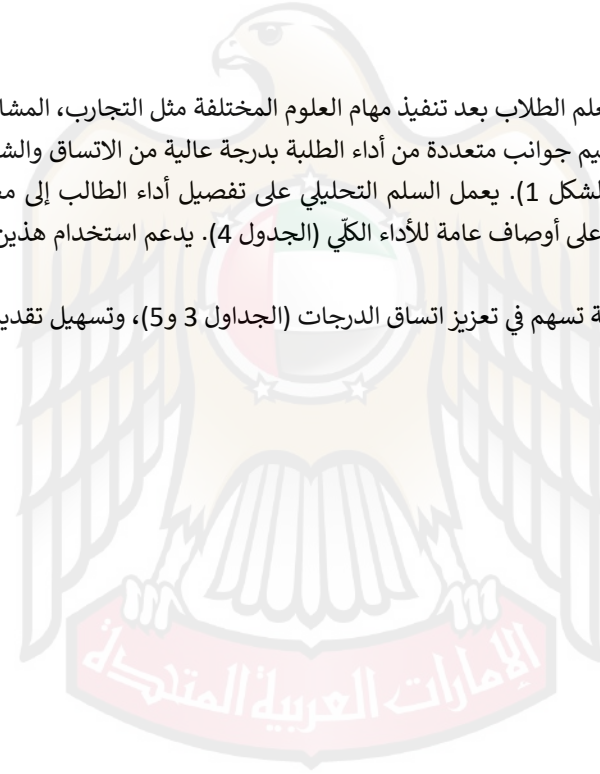 علم الطلاب بعد تنفيذ مهام العلوم المختلفة مثل التجارب، المشا
يم جوانب متعددة من أداء الطلبة بدرجة عالية من الاتساق والش
لشكل 1). يعمل السلم التحليلي على تفصيل أداء الطالب إلى مع
على أوصاف عامة للأداء الكلّي (الجدول 4). يدعم استخدام هذين
ة تسهم في تعزيز اتساق الدرجات (الجداول 3 و5)، وتسهيل تقدير
الإمارات العربية المتحدة